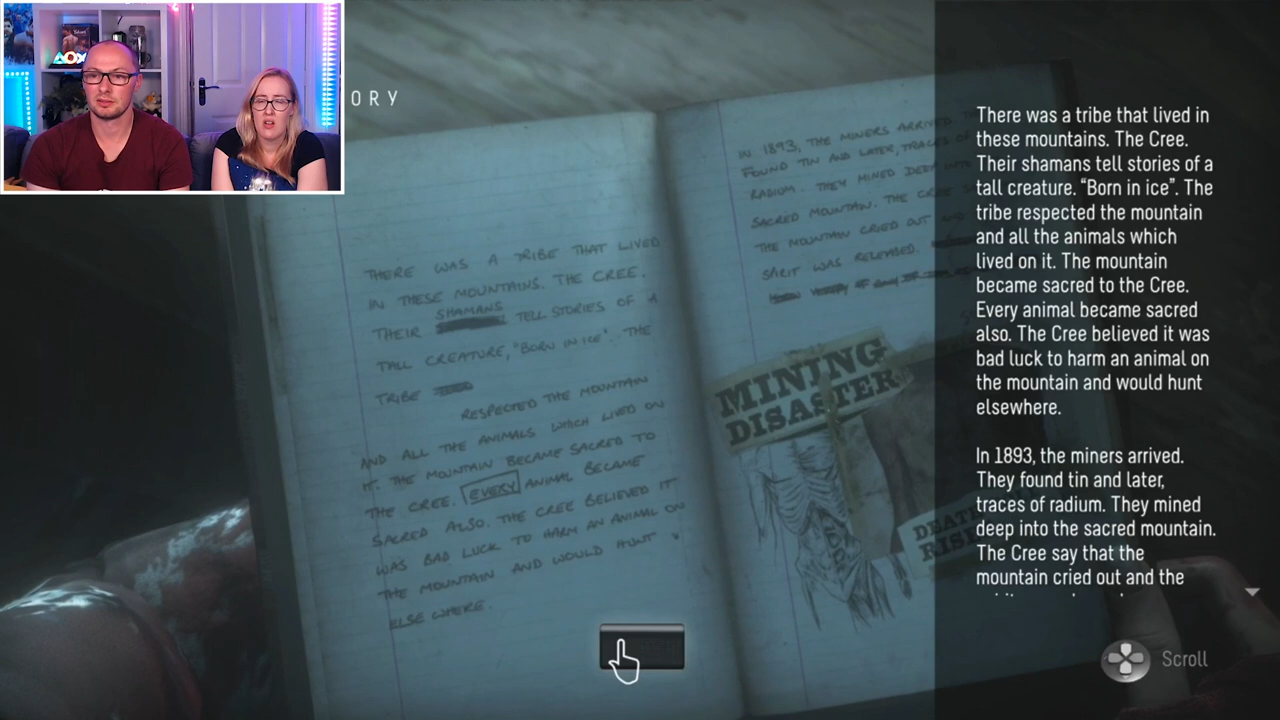 AOX
ORY
THERE WAS A TRIBE THAT LIVED
IN THESE MOUNTAINS. THE CREE.
SHAMANS
THEIR TELL STORIES OF A
TALL CREATURE, "BORN IN ICE". THE
TRIBE
RESPECTED THE MOUNTAIN
AND ALL THE ANIMALS WHICH LIVED ON
IT. THE MOUNTAIN BECAME SACRED TO
THE CREE. EVERY ANIMAL BECAME
SACRED ALSO. THE CREE BELIEVED IT
WAS BAD LUCK TO HARM AN ANIMAL ON
THE MOUNTAIN AND WOULD HUNT
ELSE WHERE.
IN 1893, THE MINERS ARRIVED.
FOUND TIN AND LATER, TRACES OF
RADIUM. THEY MINED DEEP INTO
SACRED MOUNTAIN. THE CREE
THE MOUNTAIN CRIED OUT AND
SPIRIT WAS RELEASED.
MINING
DISASTER
DEATH
RIS
There was a tribe that lived in
these mountains. The Cree.
Their shamans tell stories of a
tall creature. “Born in ice”. The
tribe respected the mountain
and all the animals which
lived on it. The mountain
became sacred to the Cree.
Every animal became sacred
also. The Cree believed it was
bad luck to harm an animal on
the mountain and would hunt
elsewhere.
In 1893, the miners arrived.
They found tin and later,
traces of radium. They mined
deep into the sacred mountain.
The Cree say that the
mountain cried out and the
Scroll